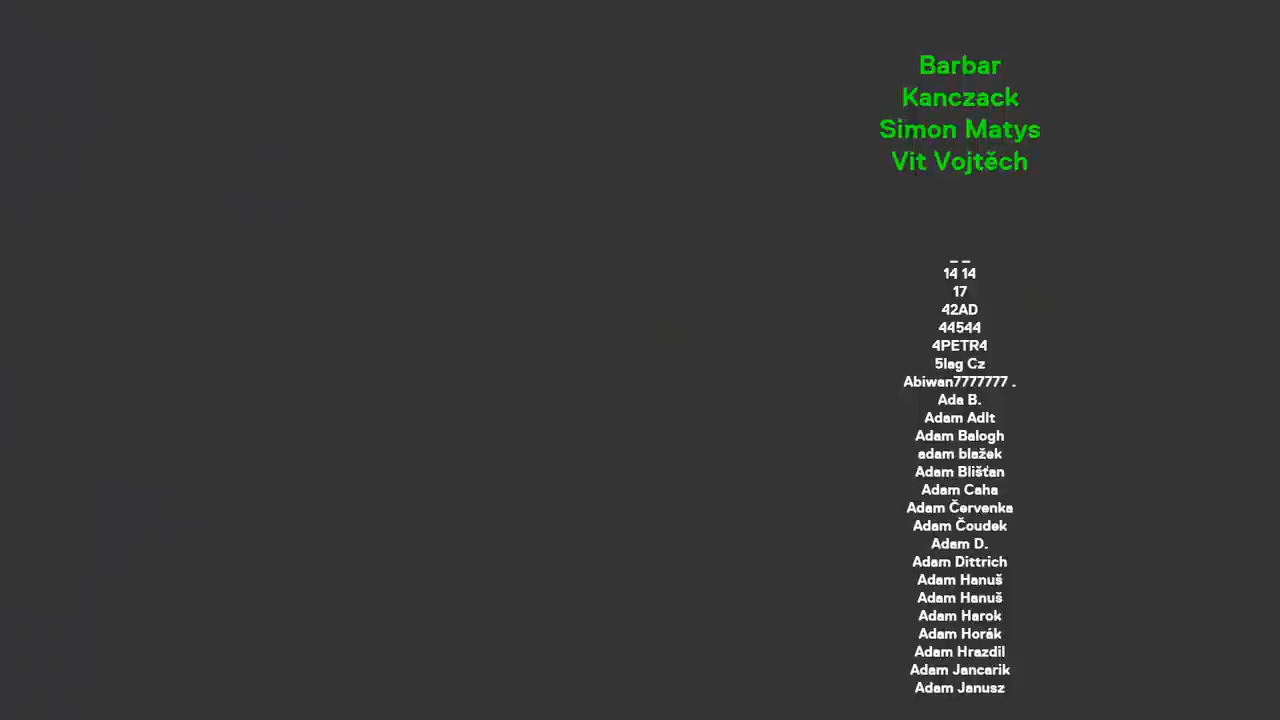 Barbar
Kanczack
Simon Matys
Vit Vojtěch
_ _
14 14
17
42AD
44544
4PETR4
5lag Cz
Abiwan7777777 .
Ada B.
Adam Adlt
Adam Balogh
adam blažek
Adam Blišťan
Adam Caha
Adam Červenka
Adam Čoudek
Adam D.
Adam Dittrich
Adam Hanuš
Adam Hanuš
Adam Harok
Adam Horák
Adam Hrazdil
Adam Jancarik
Adam Janusz